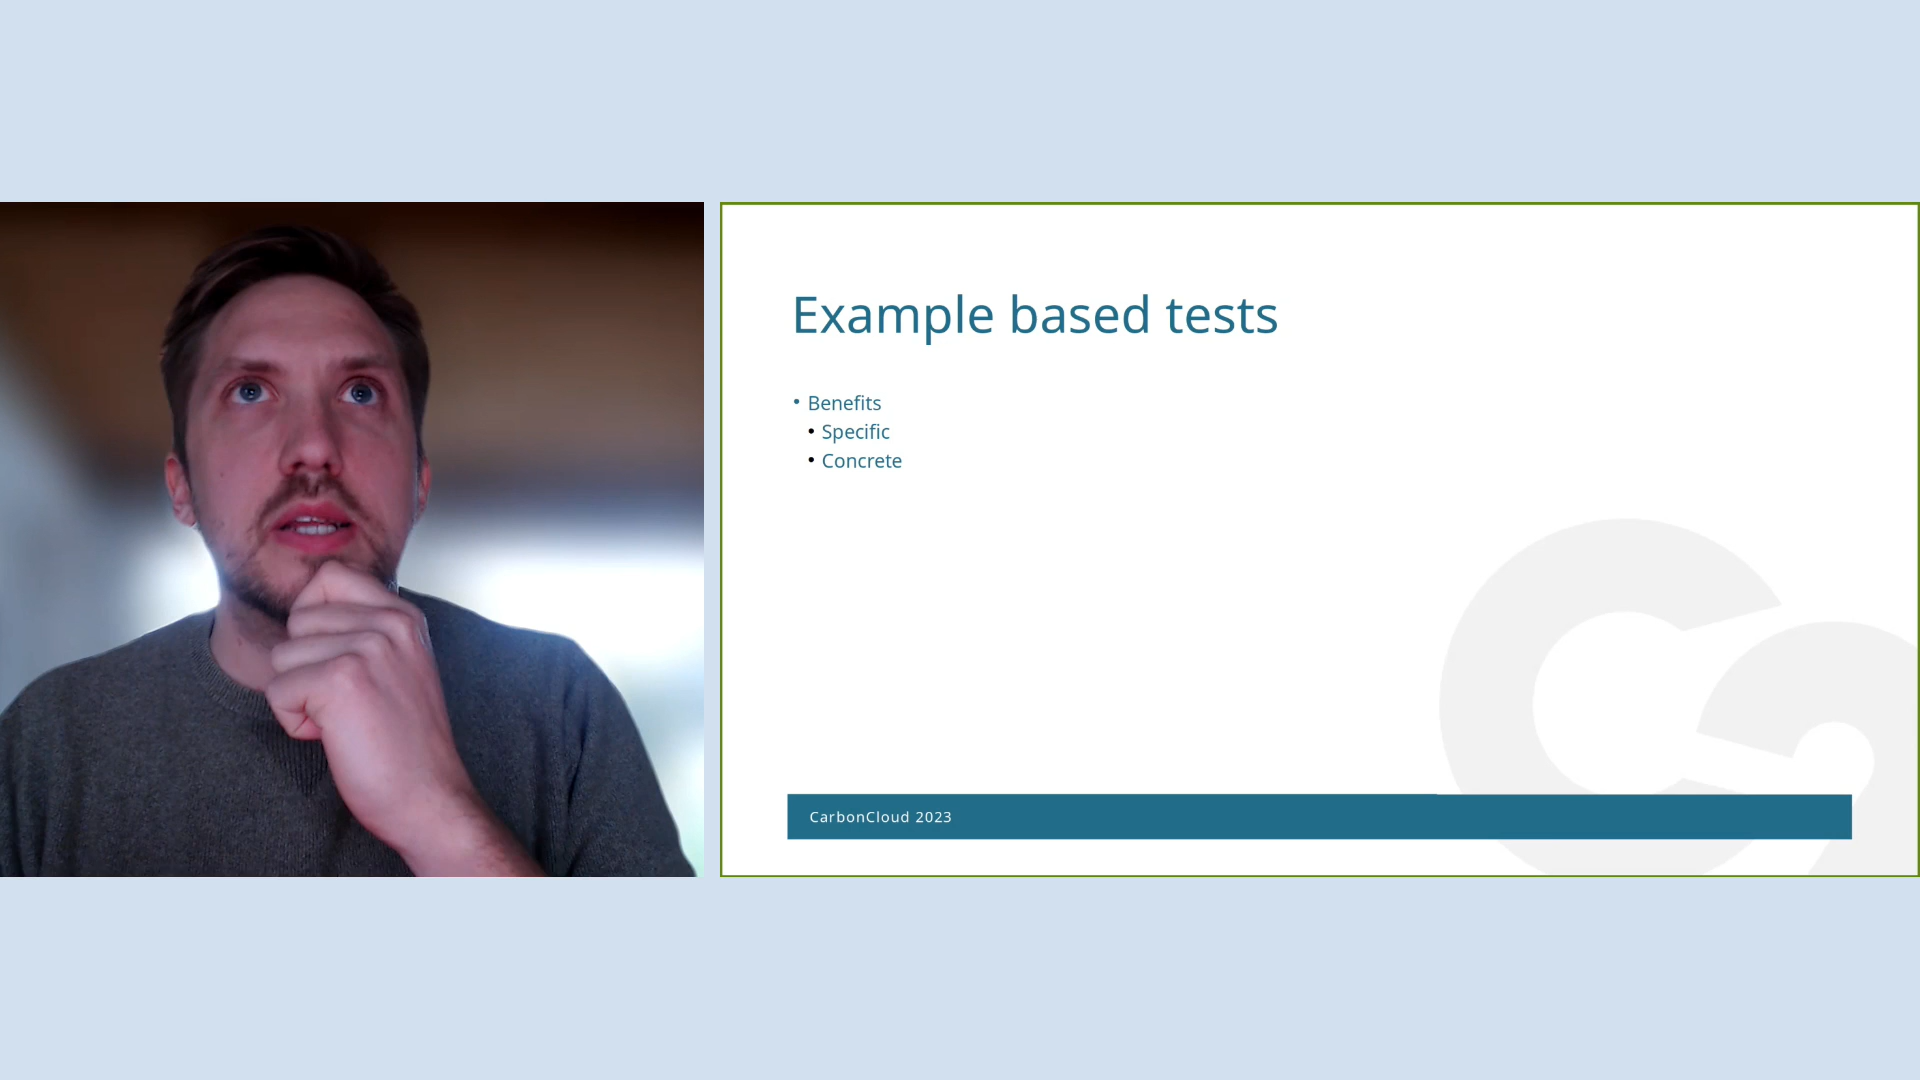 Example based tests
• Benefits
• Specific
• Concrete
CarbonCloud 2023